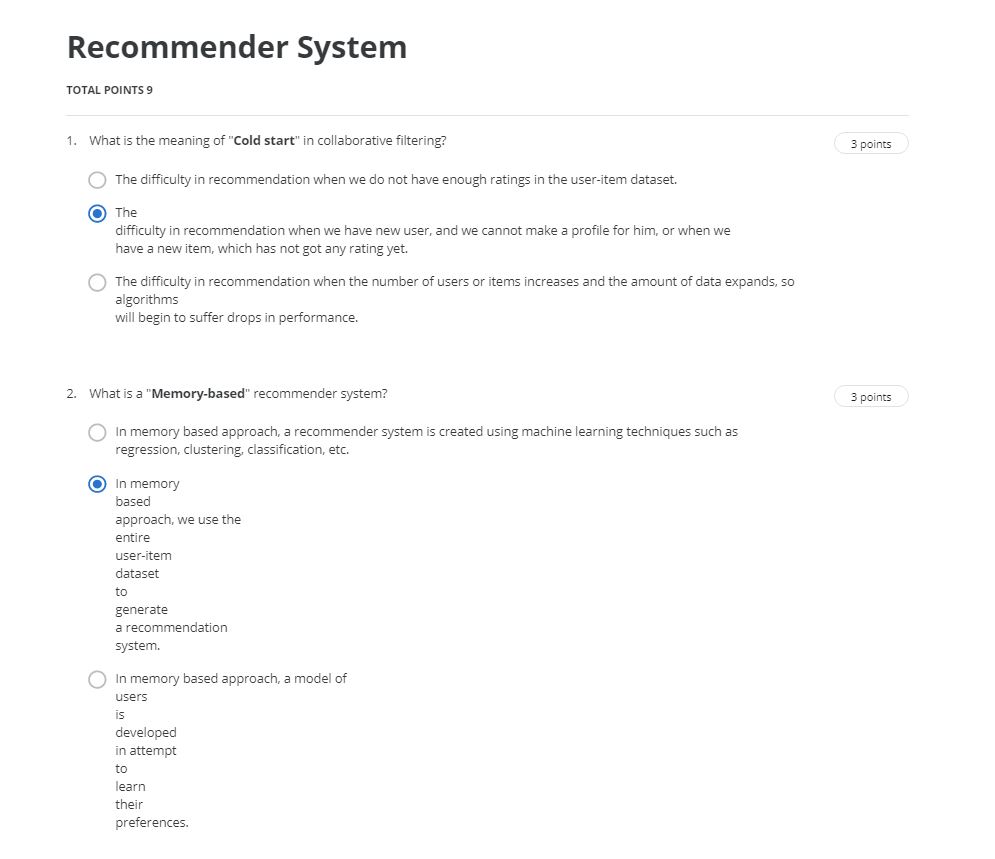 Recommender System
TOTAL POINTS 9
1. What is the meaning of "Cold start" in collaborative filtering?
3 points
The difficulty in recommendation when we do not have enough ratings in the user-item dataset.
The
difficulty in recommendation when we have new user, and we cannot make a profile for him, or when we
have a new item, which has not got any rating yet.
The difficulty in recommendation when the number of users or items increases and the amount of data expands, so
algorithms
will begin to suffer drops in performance.
2. What is a "Memory-based" recommender system?
3 points
In memory based approach, a recommender system is created using machine learning techniques such as
regression, clustering, classification, etc.
In memory
based
approach, we use the
entire
user-item
dataset
to
generate
a recommendation
system.
In memory based approach, a model of
users
is
developed
in attempt
to
learn
their
preferences.